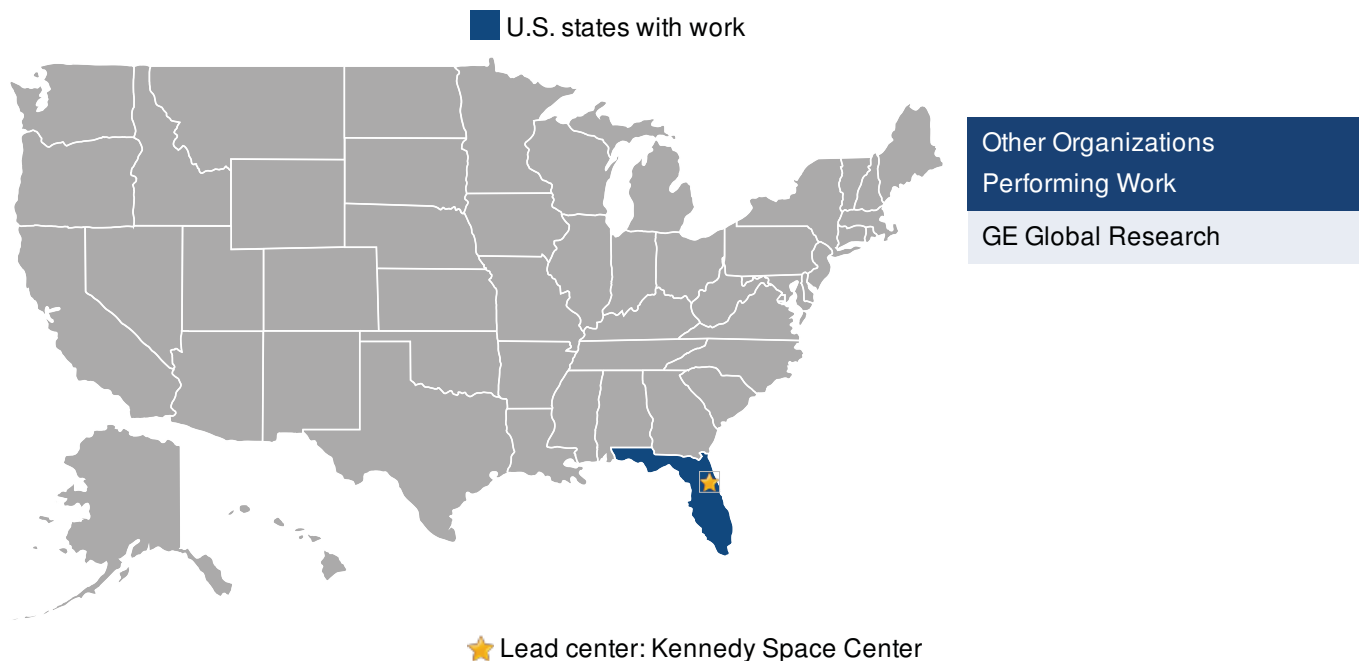 U.S. states with work
Other Organizations
Performing Work
GE Global Research
Lead center: Kennedy Space Center